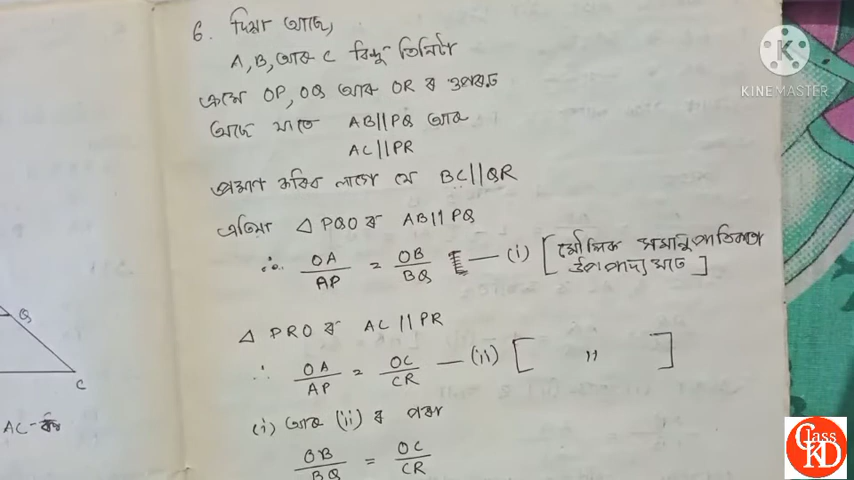 6. দিয়া আছে,
A, B, আৰু C বিন্দু তিনিটা
ক্ৰমে OP, OQ আৰু OR ৰ ওপৰত
আছে যাতে AB||PQ আৰু
AC||PR
প্ৰমাণ কৰিব লাগে যে BC||QR
এতিয়া △ PQO ৰ AB||PQ
∴ OA/AP = OB/BQ — (i) [মৌলিক সমানুপাতিকতা
উপপাদ্য মতে]
△ PRO ৰ AC||PR
∴ OA/AP = OC/CR — (ii) [ " ]
(i) আৰু (ii) ৰ পৰা
OB/BQ = OC/CR
Q
C
AC-ৰ
KINEMASTER
Class
KD